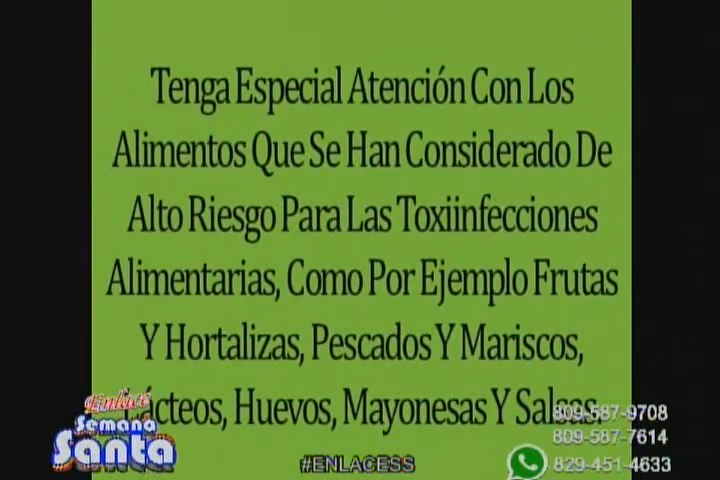 Tenga Especial Atención Con Los
Alimentos Que Se Han Considerado De
Alto Riesgo Para Las Toxiinfecciones
Alimentarias, Como Por Ejemplo Frutas
Y Hortalizas, Pescados Y Mariscos,
Lácteos, Huevos, Mayonesas Y Salsas.
Enlace
Semana
Santa
#ENLACESS
809-587-9708
809-587-7614
829-451-4633